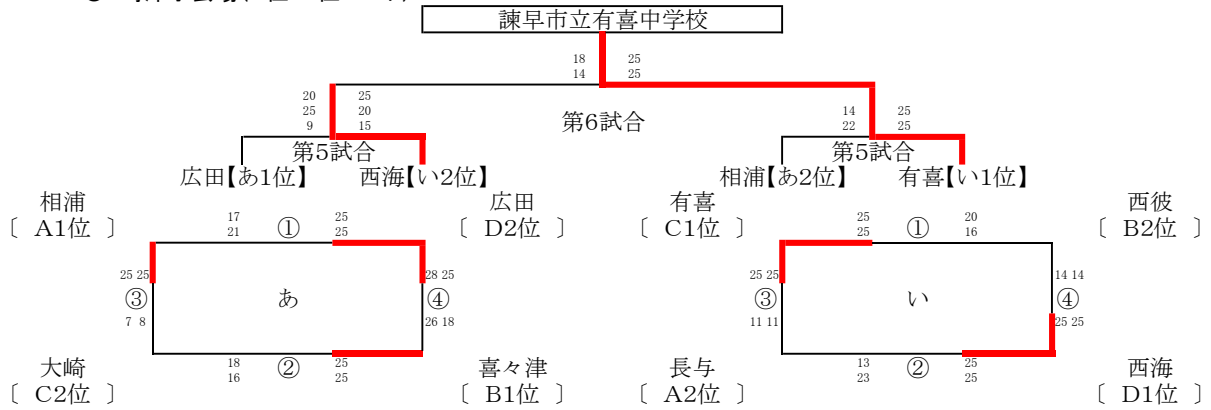 諫早市立有喜中学校
18 25
14 25
20 25
25 20
9 15
14 25
22 25
第6試合
第5試合
第5試合
広田【あ1位】 西海【い2位】
相浦【あ2位】 有喜【い1位】
相浦 広田
〔 A1位 〕 〔 D2位 〕
17 ① 25
21 25
25 25 28 25
③ あ ④
7 8 26 18
大崎 喜々津
〔 C2位 〕 〔 B1位 〕
18 ② 25
16 25
有喜 西彼
〔 C1位 〕 〔 B2位 〕
25 ① 20
25 16
25 25 14 14
③ い ④
11 11 25 25
長与 西海
〔 A2位 〕 〔 D1位 〕
13 ② 25
23 25